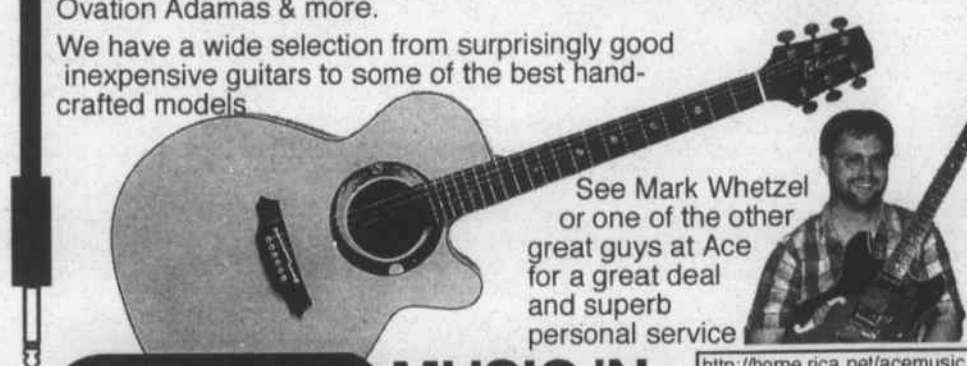 Ovation Adamas & more.
We have a wide selection from surprisingly good
inexpensive guitars to some of the best hand-
crafted models
See Mark Whetzel
or one of the other
great guys at Ace
for a great deal
and superb
personal service
MUSIC IN
http://home.rica.net/acemusic